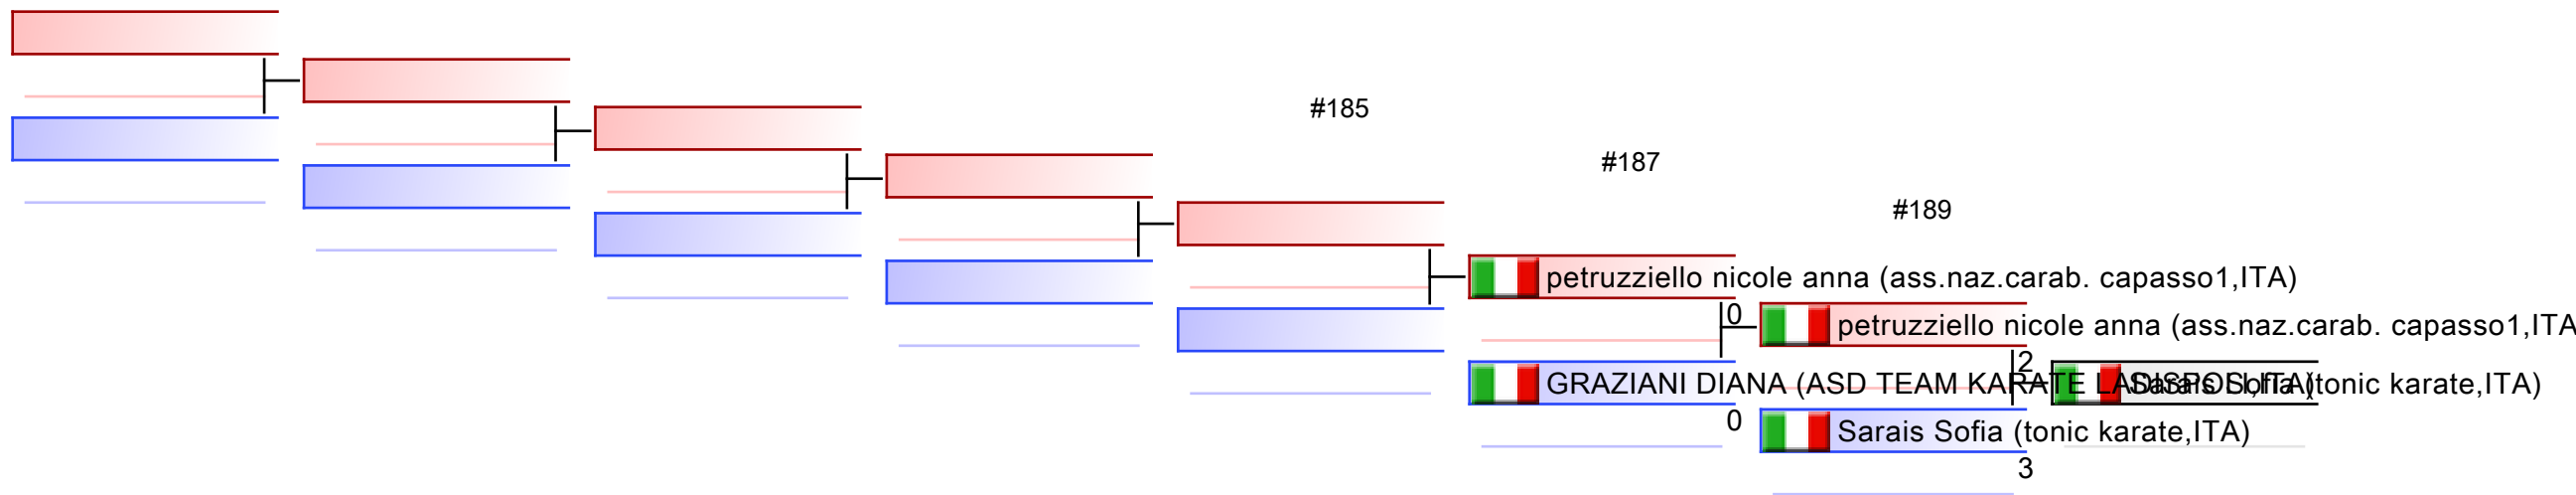 #185
#187
#189
petruzziello nicole anna (ass.naz.carab. capasso1,ITA)
0
petruzziello nicole anna (ass.naz.carab. capasso1,ITA
2
GRAZIANI DIANA (ASD TEAM KARATE LADISPOLI,ITA)
Sarais Sofia (tonic karate,ITA)
0
Sarais Sofia (tonic karate,ITA)
3